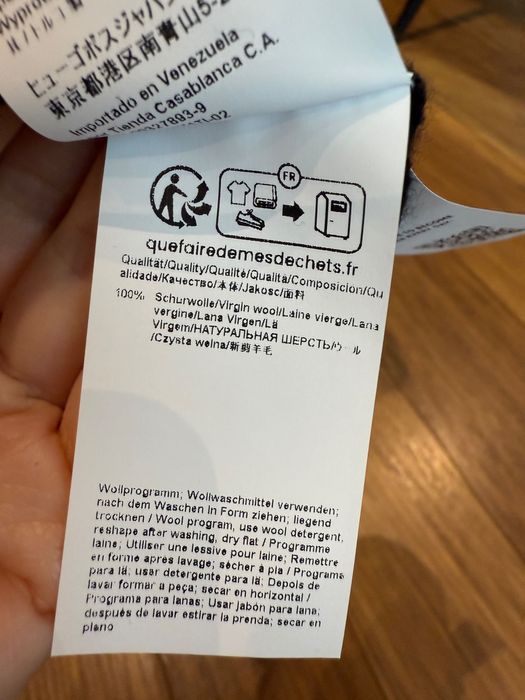 ヒューゴボスジャパン
東京都港区南青山5-2
Importado en Venezuela
Tienda Casablanca C.A.
FR
quefairedemesdechets.fr
Qualität/Quality/Qualité/Qualità/Composicion/Qu
alidade/Качество/本体/Jakosc/面料
100% Schurwolle/Virgin wool/Laine vierge/Lana
vergine/Lana Virgen/Lã
Virgem/НАТУРАЛЬНАЯ ШЕРСТЬ/ウール
/Czysta welna/新剪羊毛
Wollprogramm; Wollwaschmittel verwenden;
nach dem Waschen in Form ziehen; liegend
trocknen / Wool program, use wool detergent,
reshape after washing, dry flat / Programme
laine; Utiliser une lessive pour laine; Remettre
en forme après lavage; sécher à pla / Programa
para lã; usar detergente para lã; Depois de
lavar formar a peça; secar en horizontal /
Programa para lanas; Usar jabón para lana;
después de lavar estirar la prenda; secar en
plano